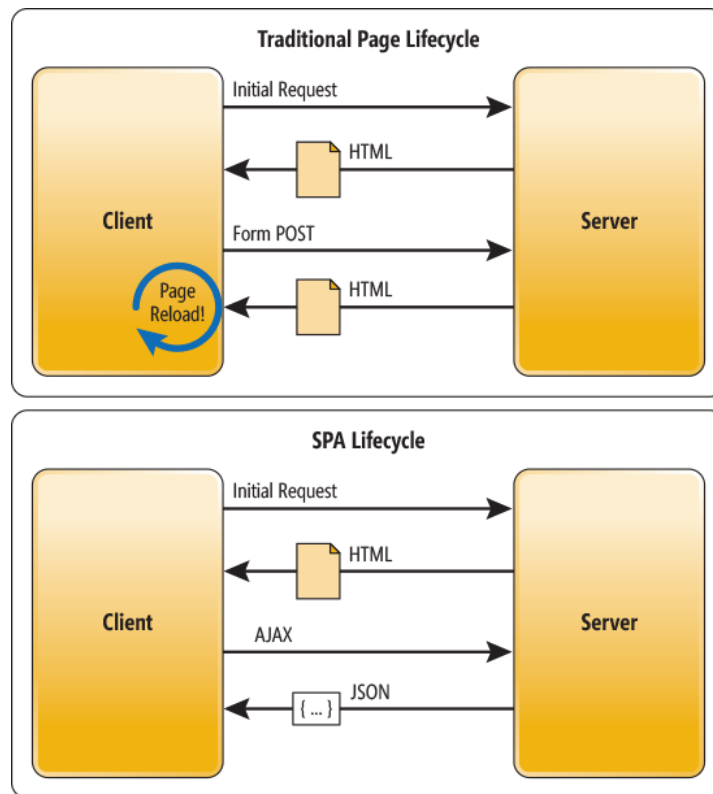 Traditional Page Lifecycle
Initial Request
HTML
Client
Server
Form POST
HTML
Page
Reload!
SPA Lifecycle
Initial Request
HTML
Client
Server
AJAX
JSON
{ ... }